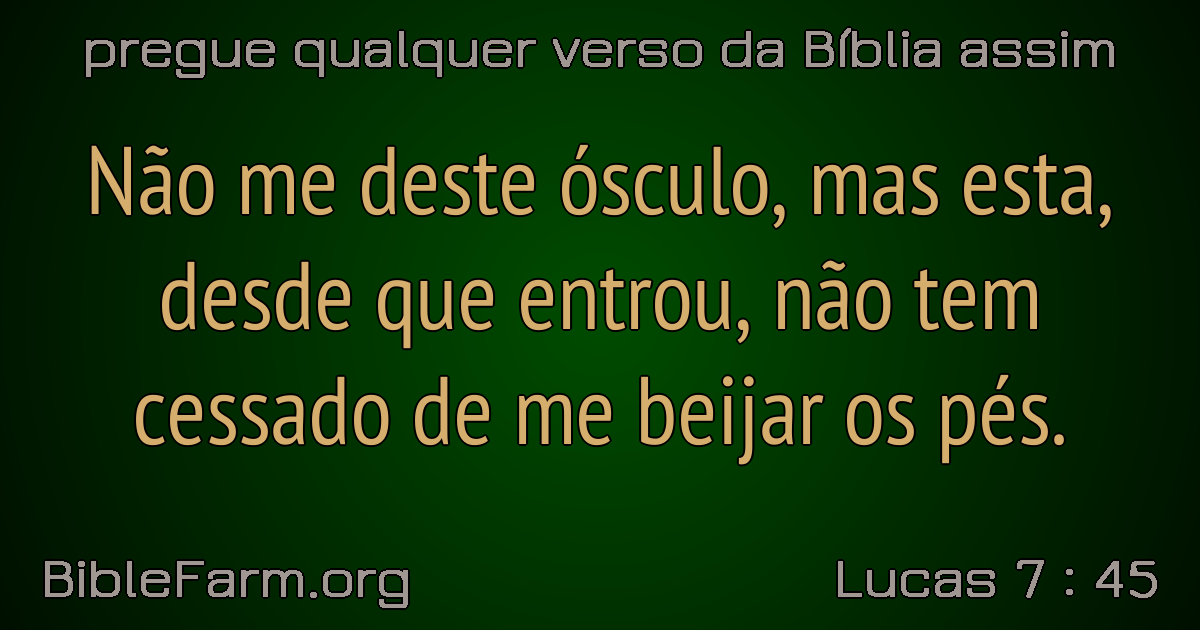 pregue qualquer verso da Bíblia assim
Não me deste ósculo, mas esta,
desde que entrou, não tem
cessado de me beijar os pés.
BibleFarm.org
Lucas 7 : 45